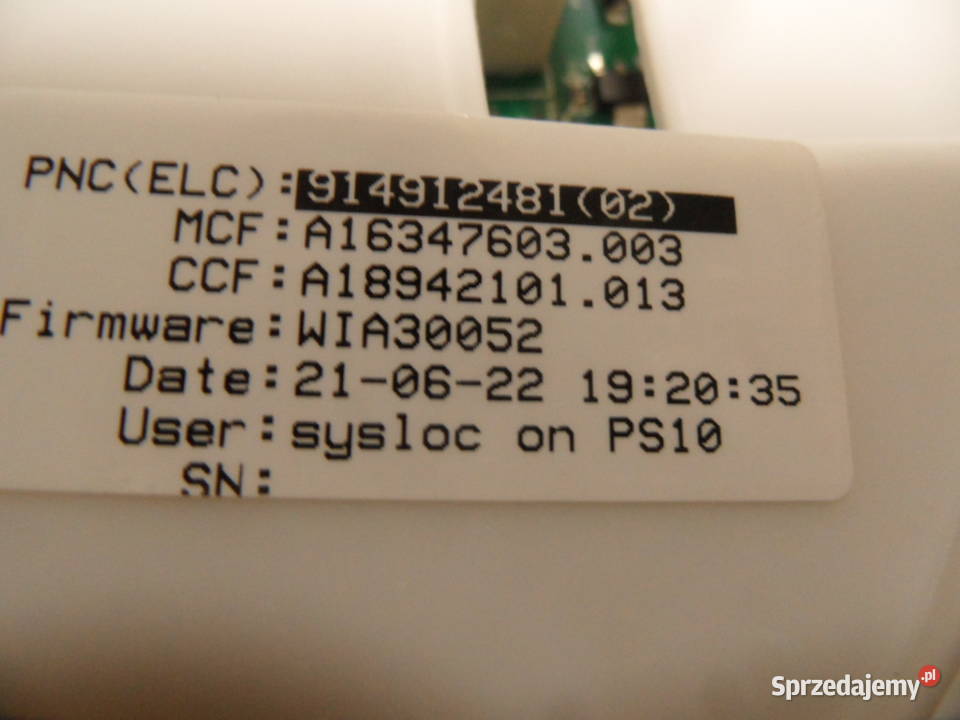 PNC(ELC):914912481(02)
MCF:A16347603.003
CCF:A18942101.013
Firmware:WIA30052
Date:21-06-22 19:20:35
User:sysloc on PS10
SN:
Sprzedajemy.pl